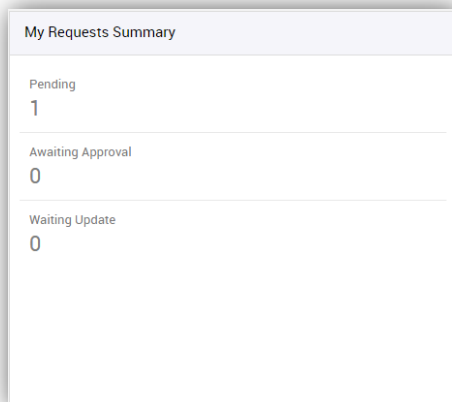 My Requests Summary
Pending
1
Awaiting Approval
0
Waiting Update
0